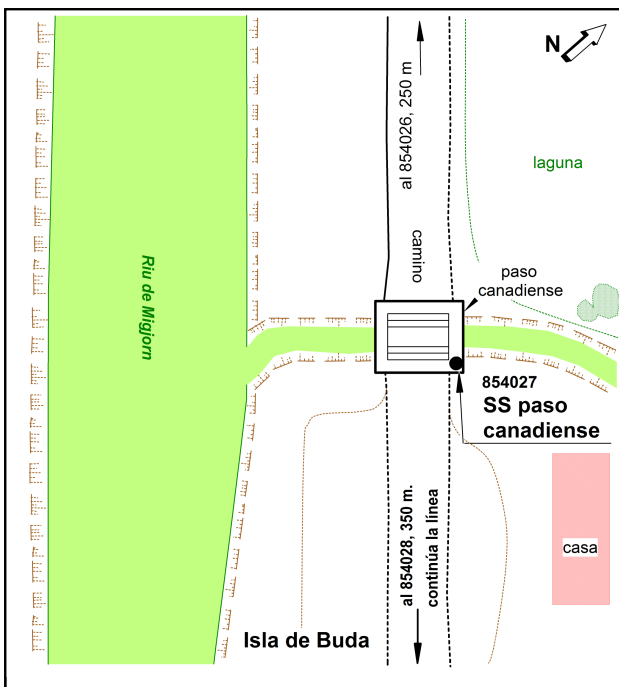 N
al 854026, 250 m
laguna
camino
paso
canadiense
Riu de Migjorn
854027
SS paso
canadiense
al 854028, 350 m.
continúa la línea
casa
Isla de Buda